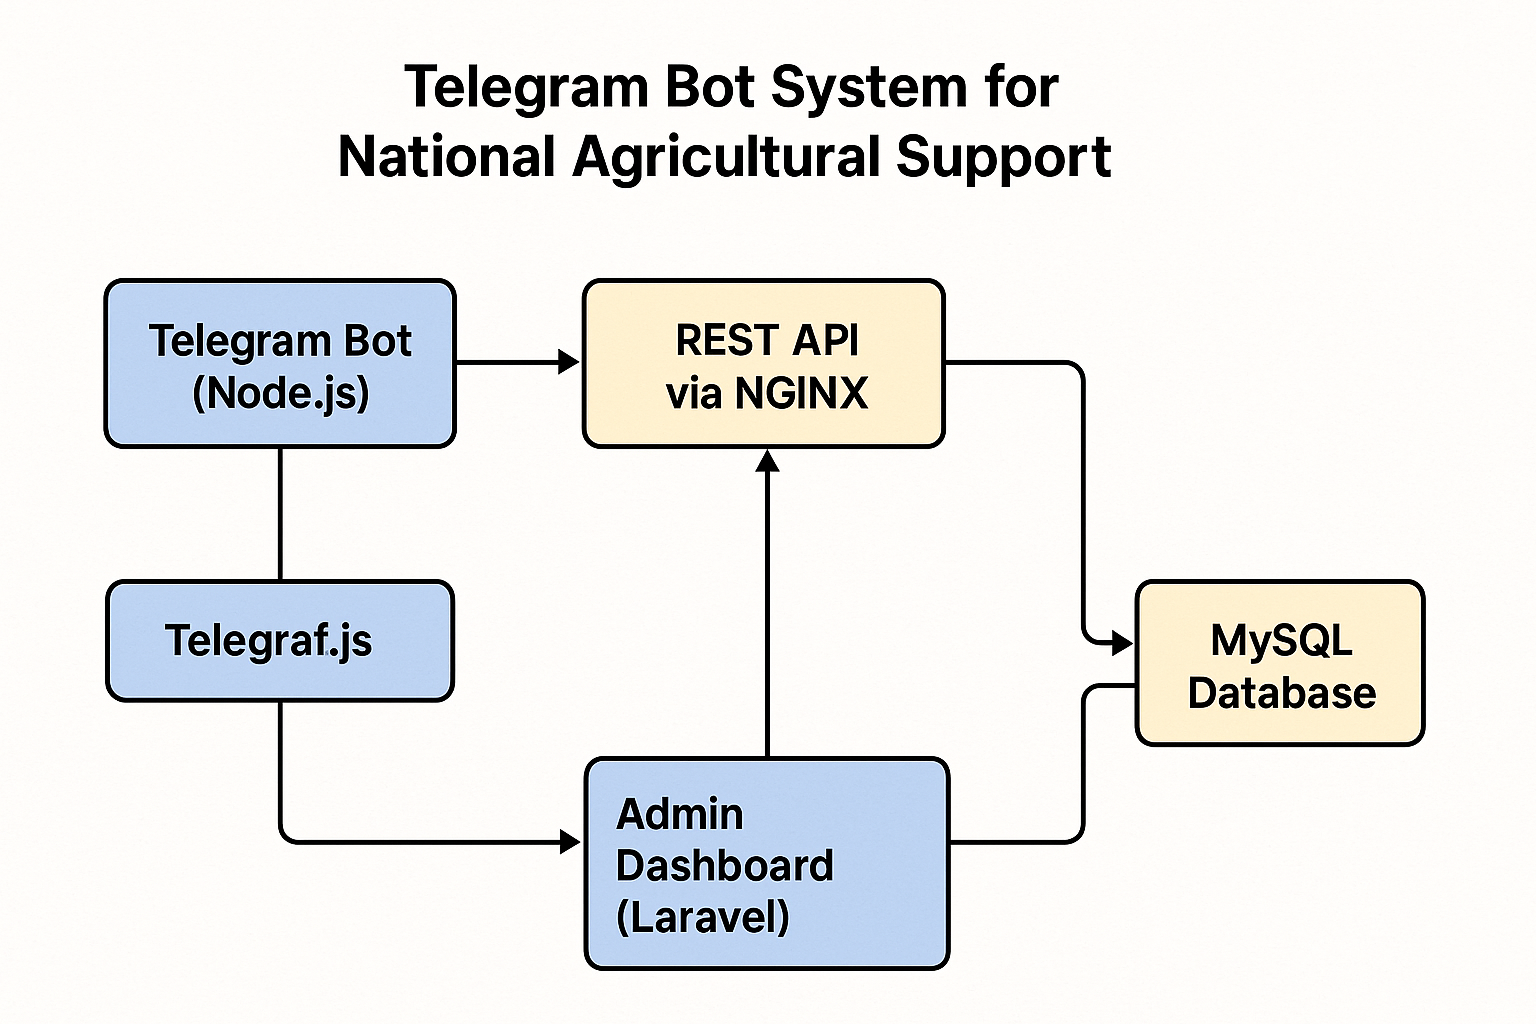 Telegram Bot System for
National Agricultural Support
Telegram Bot
(Node.js)
REST API
via NGINX
Telegraf.js
MySQL
Database
Admin
Dashboard
(Laravel)